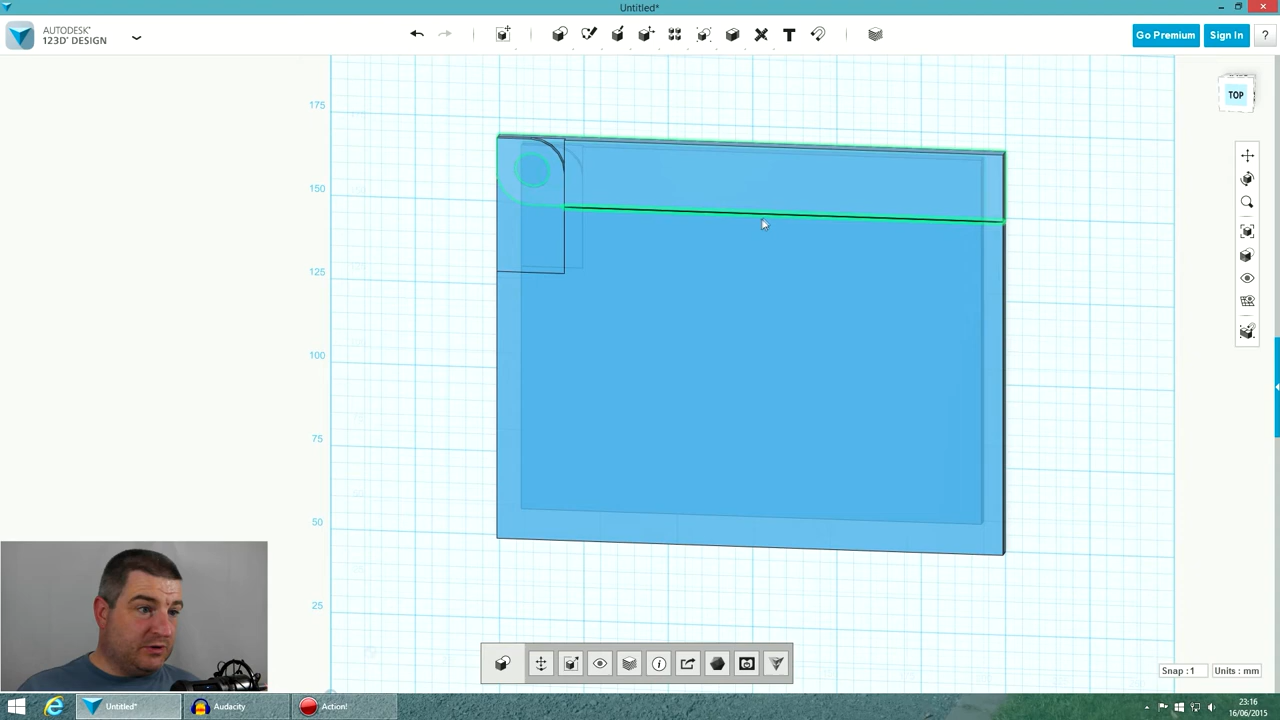 Untitled*
AUTODESK®
123D® DESIGN
Go Premium
Sign In
?
TOP
175
150
125
100
75
50
25
Snap : 1
Units : mm
Untitled*
Audacity
Action!
23:16
16/06/2015